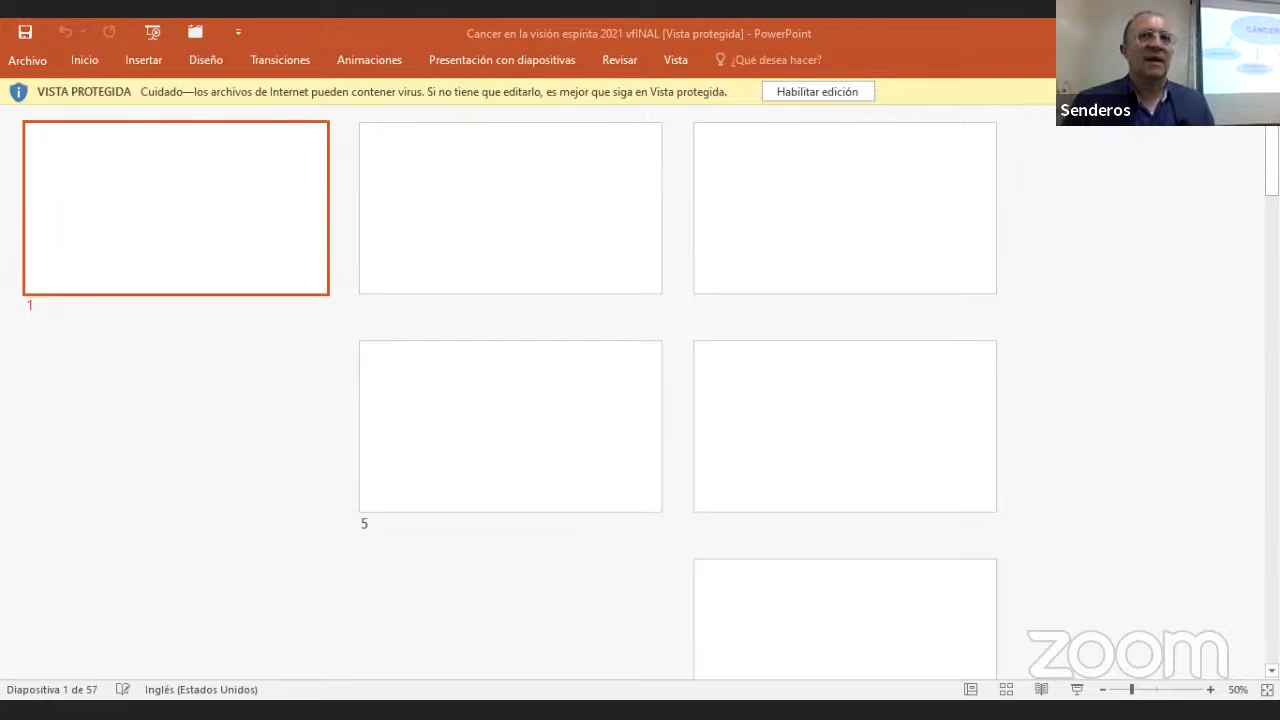 Cancer en la visión espírita 2021 vfINAL [Vista protegida] - PowerPoint
Archivo Inicio Insertar Diseño Transiciones Animaciones Presentación con diapositivas Revisar Vista ¿Qué desea hacer?
VISTA PROTEGIDA Cuidado—los archivos de Internet pueden contener virus. Si no tiene que editarlo, es mejor que siga en Vista protegida. Habilitar edición
CANCER
Senderos
1
5
zoom
Diapositiva 1 de 57 Inglés (Estados Unidos) 50%